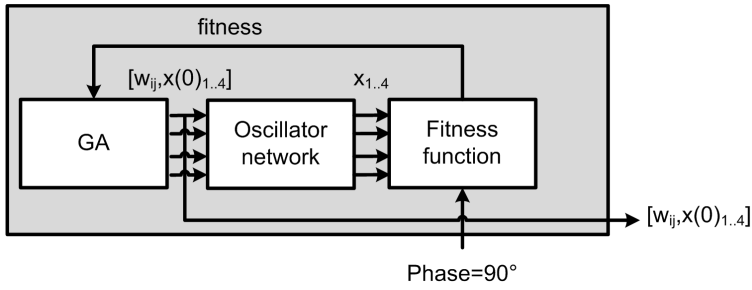 fitness
[wᵢⱼ,x(0)₁..₄]
x₁..₄
GA
Oscillator
network
Fitness
function
[wᵢⱼ,x(0)₁..₄]
Phase=90°